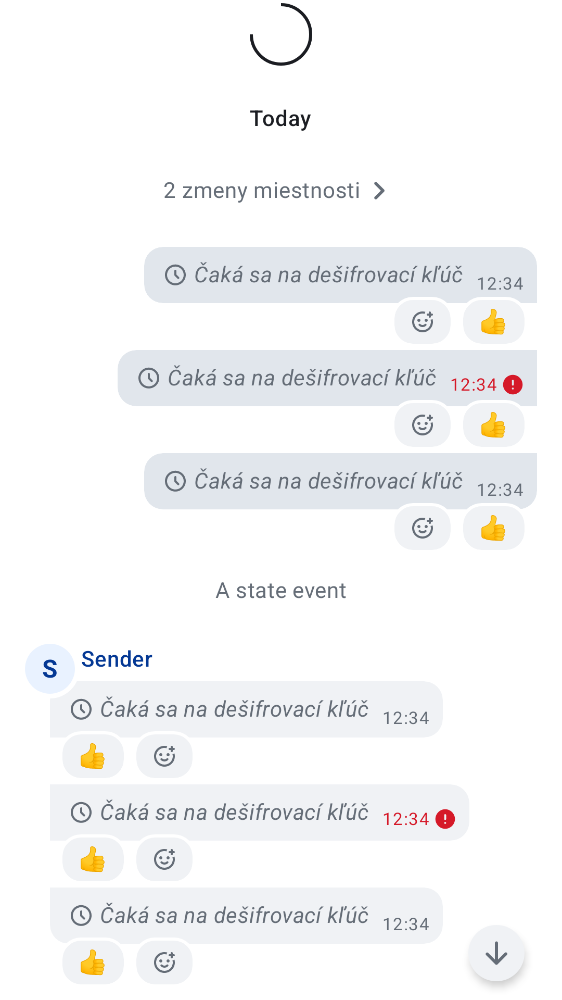 Today
2 zmeny miestnosti
Čaká sa na dešifrovací kľúč 12:34
Čaká sa na dešifrovací kľúč 12:34
Čaká sa na dešifrovací kľúč 12:34
A state event
S Sender
Čaká sa na dešifrovací kľúč 12:34
Čaká sa na dešifrovací kľúč 12:34
Čaká sa na dešifrovací kľúč 12:34